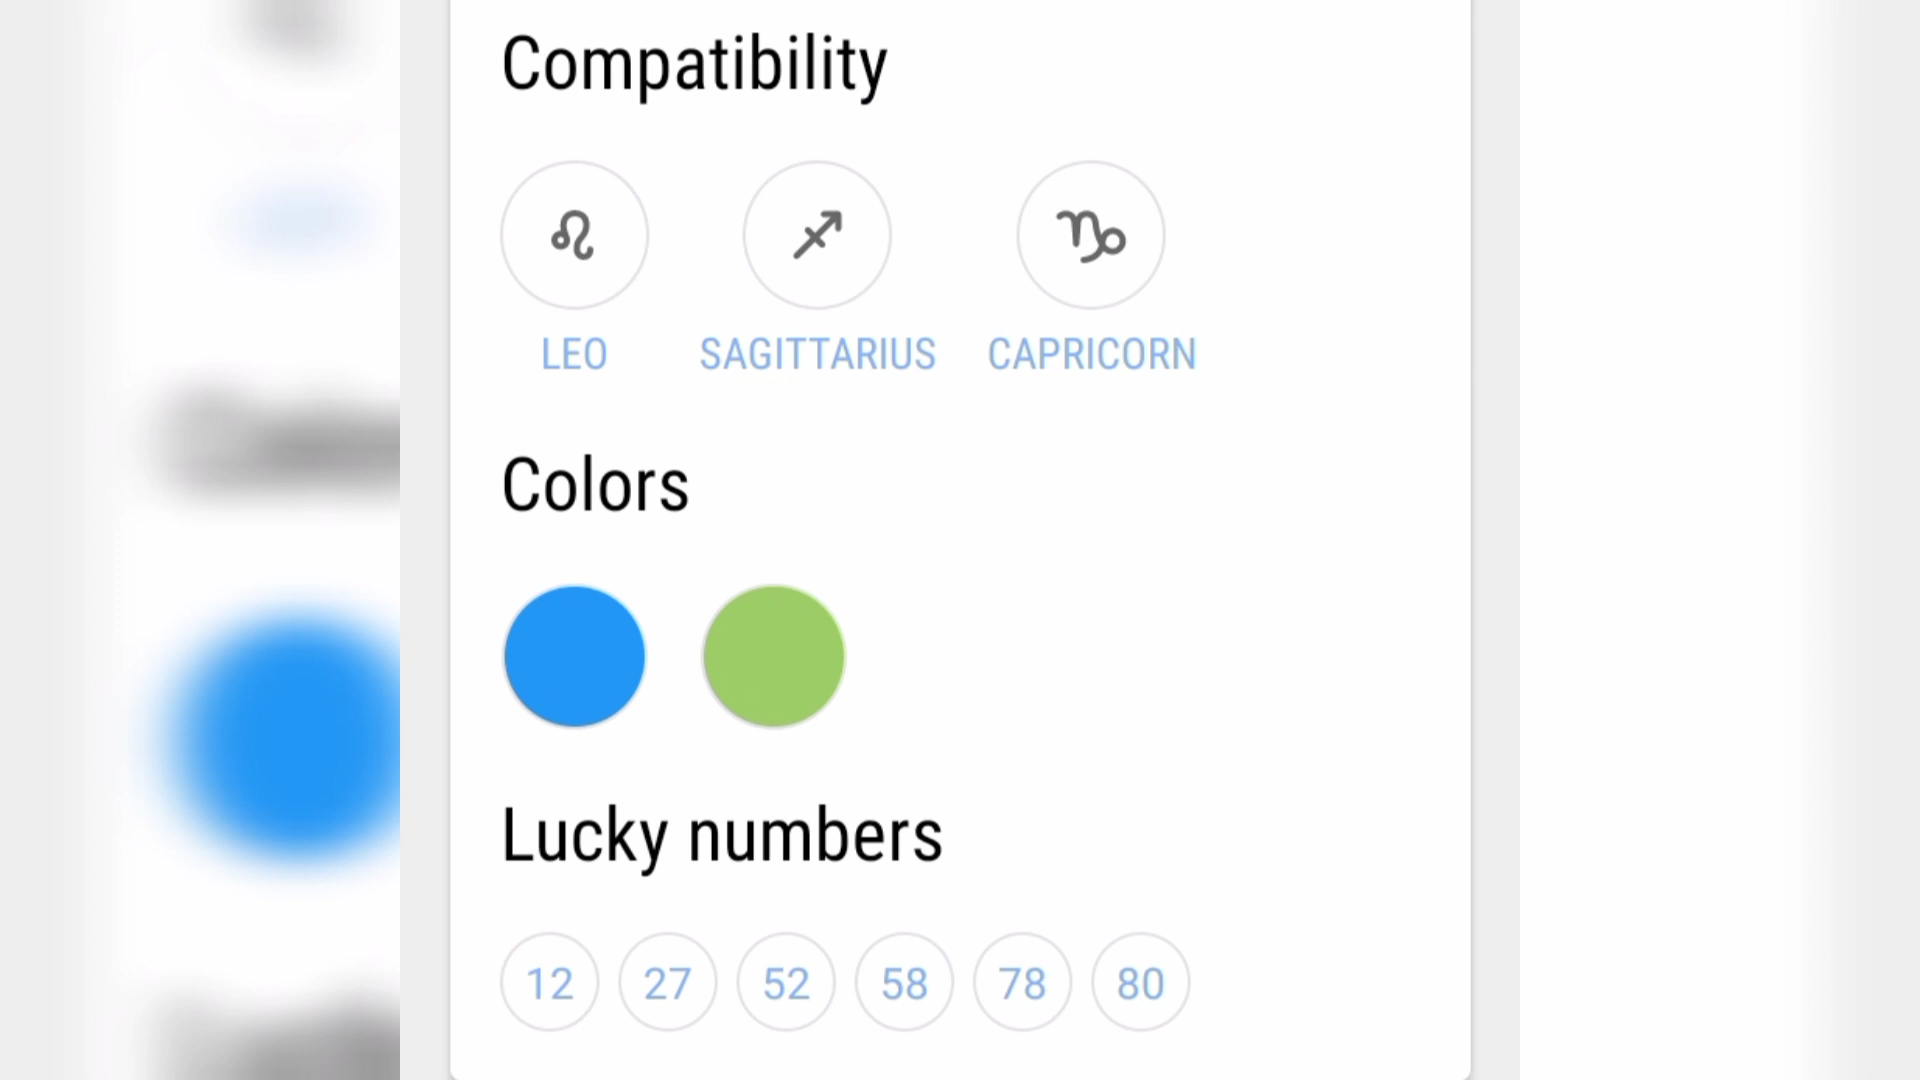 Compatibility
LEO SAGITTARIUS CAPRICORN
Colors
Lucky numbers
12 27 52 58 78 80